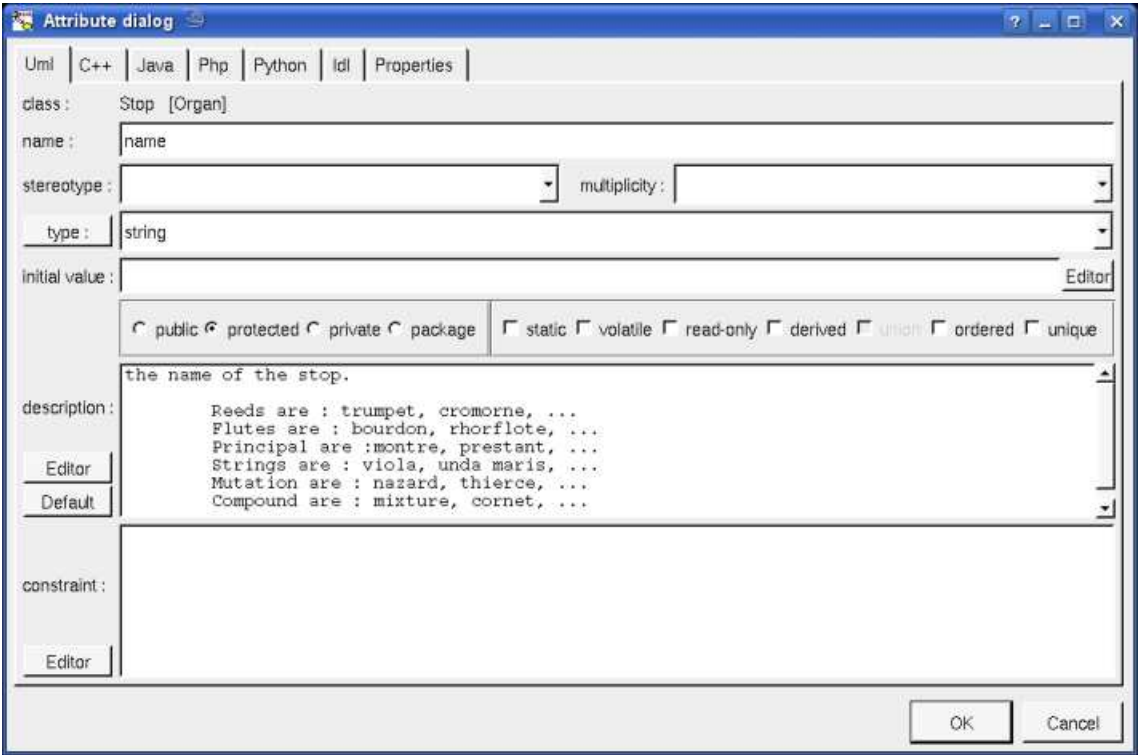 Attribute dialog
Uml C++ Java Php Python Idl Properties
class : Stop [Organ]
name : name
stereotype : multiplicity :
type : string
initial value : Editor
public protected private package static volatile read-only derived union ordered unique
the name of the stop.
description :
Reeds are : trumpet, cromorne, ...
Flutes are : bourdon, rhorflote, ...
Principal are :montre, prestant, ...
Strings are : viola, unda maris, ...
Mutation are : nazard, thierce, ...
Compound are : mixture, cornet, ...
Editor
Default
constraint :
Editor
OK Cancel